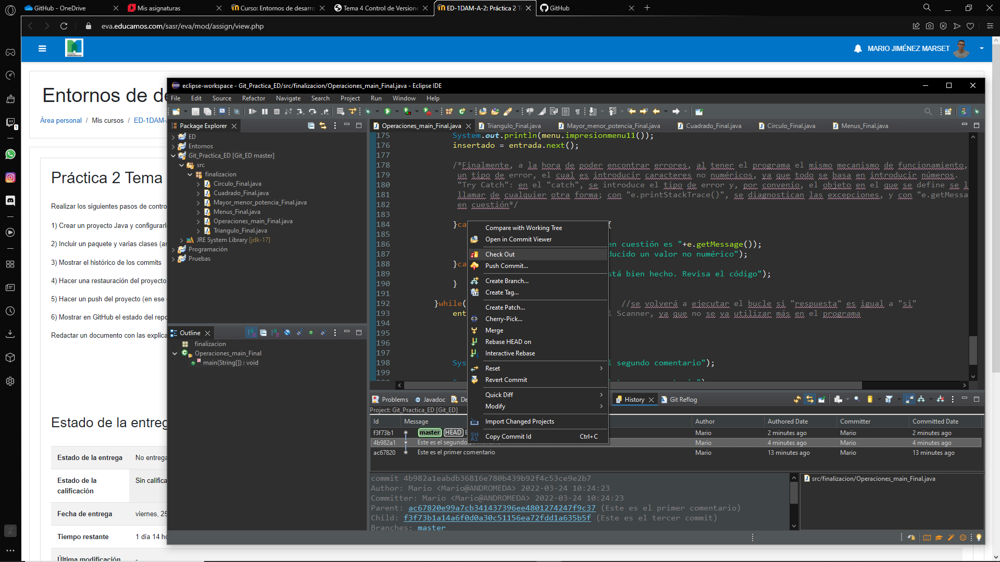 GitHub - OneDrive
Mis asignaturas
Curso: Entornos de desarro
Tema 4 Control de Versione
ED-1DAM-A-2: Práctica 2 T
GitHub
eva.educamos.com/sasr/eva/mod/assign/view.php
MARIO JIMÉNEZ MARSET
1
Entornos de de
Área personal / Mis cursos / ED-1DAM-
Práctica 2 Tema
Realizar los siguientes pasos de contro
1) Crear un proyecto Java y configurarl
2) Incluir un paquete y varias clases (a
3) Mostrar el histórico de los commits
4) Hacer una restauración del proyecto
5) Hacer un push del proyecto (en ese
6) Mostrar en GitHub el estado del repo
Redactar un documento con las explica
Estado de la entreg
Estado de la entrega No entrega
Estado de la calificación Sin califica
Fecha de entrega viernes, 25
Tiempo restante 1 día 14 ho
Última modificación -
eclipse-workspace - Git_Practica_ED/src/finalizacion/Operaciones_main_Final.java - Eclipse IDE
File Edit Source Refactor Navigate Search Project Run Window Help
Package Explorer
ED
Entornos
Git_Practica_ED [Git_ED master]
src
finalizacion
Circulo_Final.java
Cuadrado_Final.java
Mayor_menor_potencia_Final.java
Menus_Final.java
Operaciones_main_Final.java
Triangulo_Final.java
JRE System Library [jdk-17]
Programación
Pruebas
Outline
finalizacion
Operaciones_main_Final
main(String[]) : void
Operaciones_main_Final.java
Triangulo_Final.java
Mayor_menor_potencia_Final.java
Cuadrado_Final.java
Circulo_Final.java
Menus_Final.java
175 System.out.println(menu.impresionmenu11());
176 insertado = entrada.next();
177
178 /*Finalmente, a la hora de poder encontrar errores, al tener el programa el mismo mecanismo de funcionamiento,
179 un tipo de error, el cual es introducir caracteres no numéricos, ya que todo se basa en introducir números.
180 "Try Catch": en el "catch", se introduce el tipo de error y, por convenio, el objeto en el que se define se l
181 llamar de cualquier otra forma; con "e.printStackTrace()", se diagnostican las excepciones, y con "e.getMessa
182 en cuestión*/
183
184 }ca {
185
186 en cuestión es "+e.getMessage());
187 ducido un valor no numérico");
188 }ca
189 stá bien hecho. Revisa el código");
190 }
191
192 }while( //se volverá a ejecutar el bucle si "respuesta" es igual a "si"
193 ent l Scanner, ya que no se va utilizar más en el programa
194
195
196
197
198 Sys l segundo comentario");
199
Compare with Working Tree
Open in Commit Viewer
Check Out
Push Commit...
Create Branch...
Create Tag...
Create Patch...
Cherry-Pick...
Merge
Rebase HEAD on
Interactive Rebase
Reset
Revert Commit
Quick Diff
Modify
Import Changed Projects
Copy Commit Id Ctrl+C
Problems Javadoc De History Git Reflog
Project: Git_Practica_ED [Git_ED]
Id Message Author Authored Date Committer Committed Date
f3f73b1 master HEAD E Mario 2 minutes ago Mario 2 minutes ago
4b982a1 Este es el segundo Mario 4 minutes ago Mario 4 minutes ago
ac67820 Este es el primer comentario Mario 13 minutes ago Mario 13 minutes ago
commit 4b982a1eabdb36816e780b439b92f4c53ce9e2b7
Author: Mario <Mario@ANDROMEDA> 2022-03-24 10:24:23
Committer: Mario <Mario@ANDROMEDA> 2022-03-24 10:24:23
Parent: ac67820e99a7cb341437396ee4801274247f9c37 (Este es el primer comentario)
Child: f3f73b1a14a6f0d0a30c51156ea72fdd1a635b5f (Este es el tercer commit)
Branches: master
src/finalizacion/Operaciones_main_Final.java